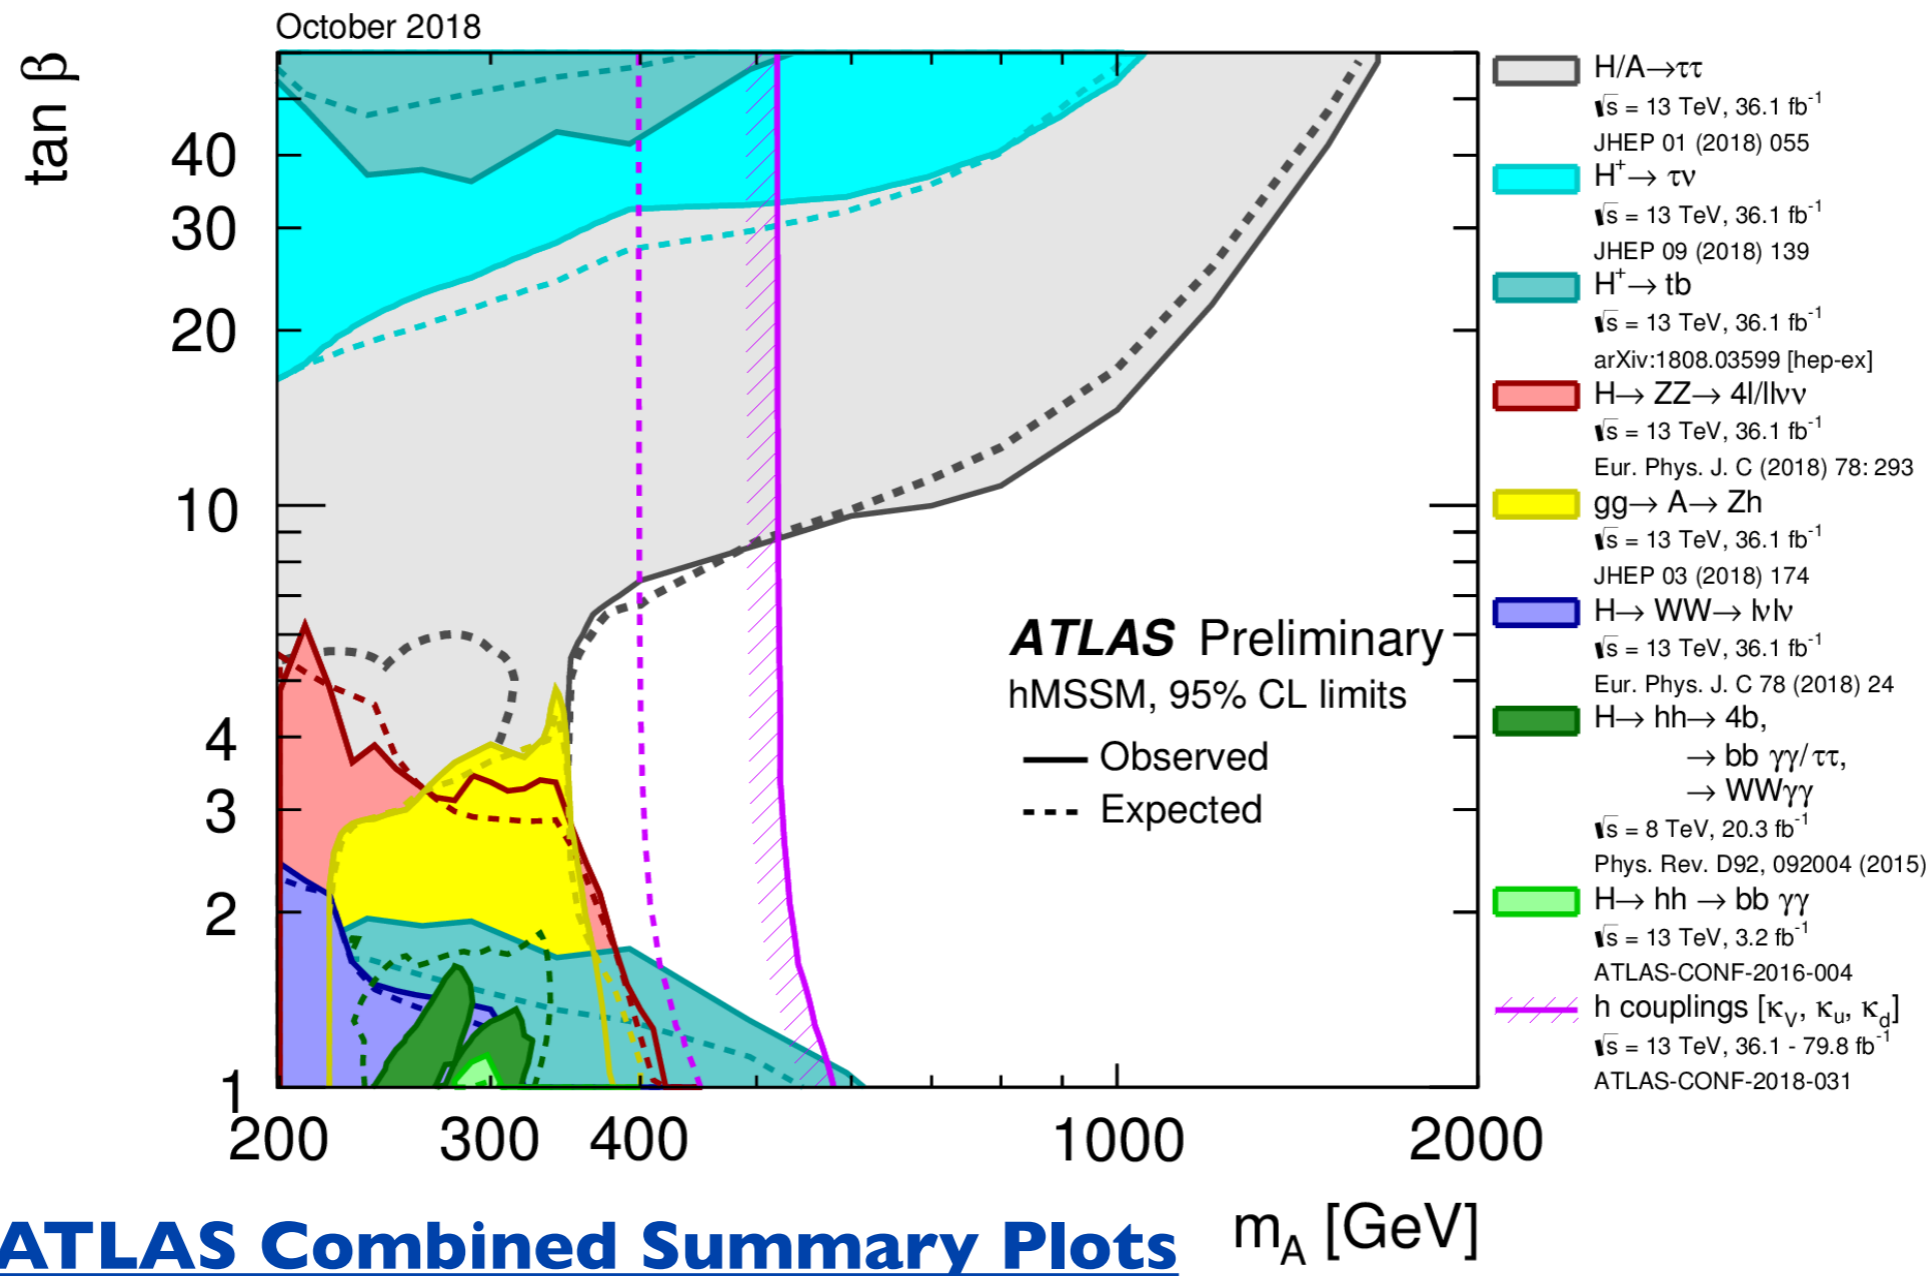 October 2018
tan β
40
30
20
10
4
3
2
1
200 300 400 1000 2000
m_A [GeV]
ATLAS Preliminary
hMSSM, 95% CL limits
Observed
Expected
H/A→ττ
√s = 13 TeV, 36.1 fb⁻¹
JHEP 01 (2018) 055
H⁺→ τν
√s = 13 TeV, 36.1 fb⁻¹
JHEP 09 (2018) 139
H⁺→ tb
√s = 13 TeV, 36.1 fb⁻¹
arXiv:1808.03599 [hep-ex]
H→ ZZ→ 4l/llνν
√s = 13 TeV, 36.1 fb⁻¹
Eur. Phys. J. C (2018) 78: 293
gg→ A→ Zh
√s = 13 TeV, 36.1 fb⁻¹
JHEP 03 (2018) 174
H→ WW→ lνlν
√s = 13 TeV, 36.1 fb⁻¹
Eur. Phys. J. C 78 (2018) 24
H→ hh→ 4b,
→ bb γγ/ττ,
→ WWγγ
√s = 8 TeV, 20.3 fb⁻¹
Phys. Rev. D92, 092004 (2015)
H→ hh → bb γγ
√s = 13 TeV, 3.2 fb⁻¹
ATLAS-CONF-2016-004
h couplings [κ_V, κ_u, κ_d]
√s = 13 TeV, 36.1 - 79.8 fb⁻¹
ATLAS-CONF-2018-031
ATLAS Combined Summary Plots